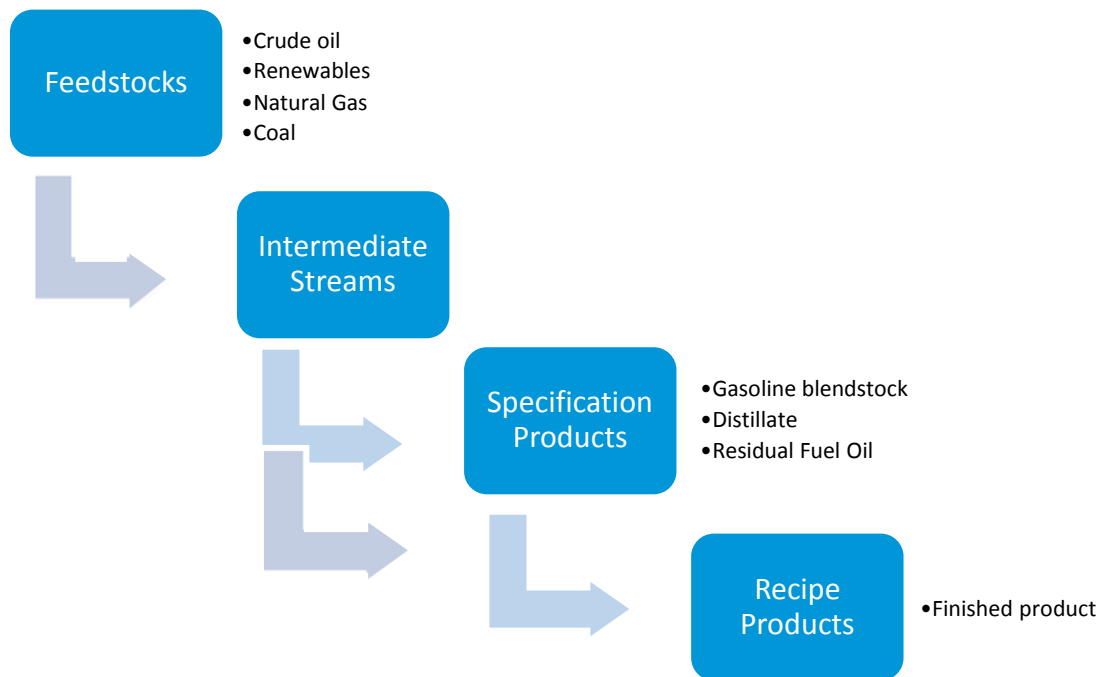 Feedstocks
•Crude oil
•Renewables
•Natural Gas
•Coal
Intermediate
Streams
Specification
Products
•Gasoline blendstock
•Distillate
•Residual Fuel Oil
Recipe
Products
•Finished product